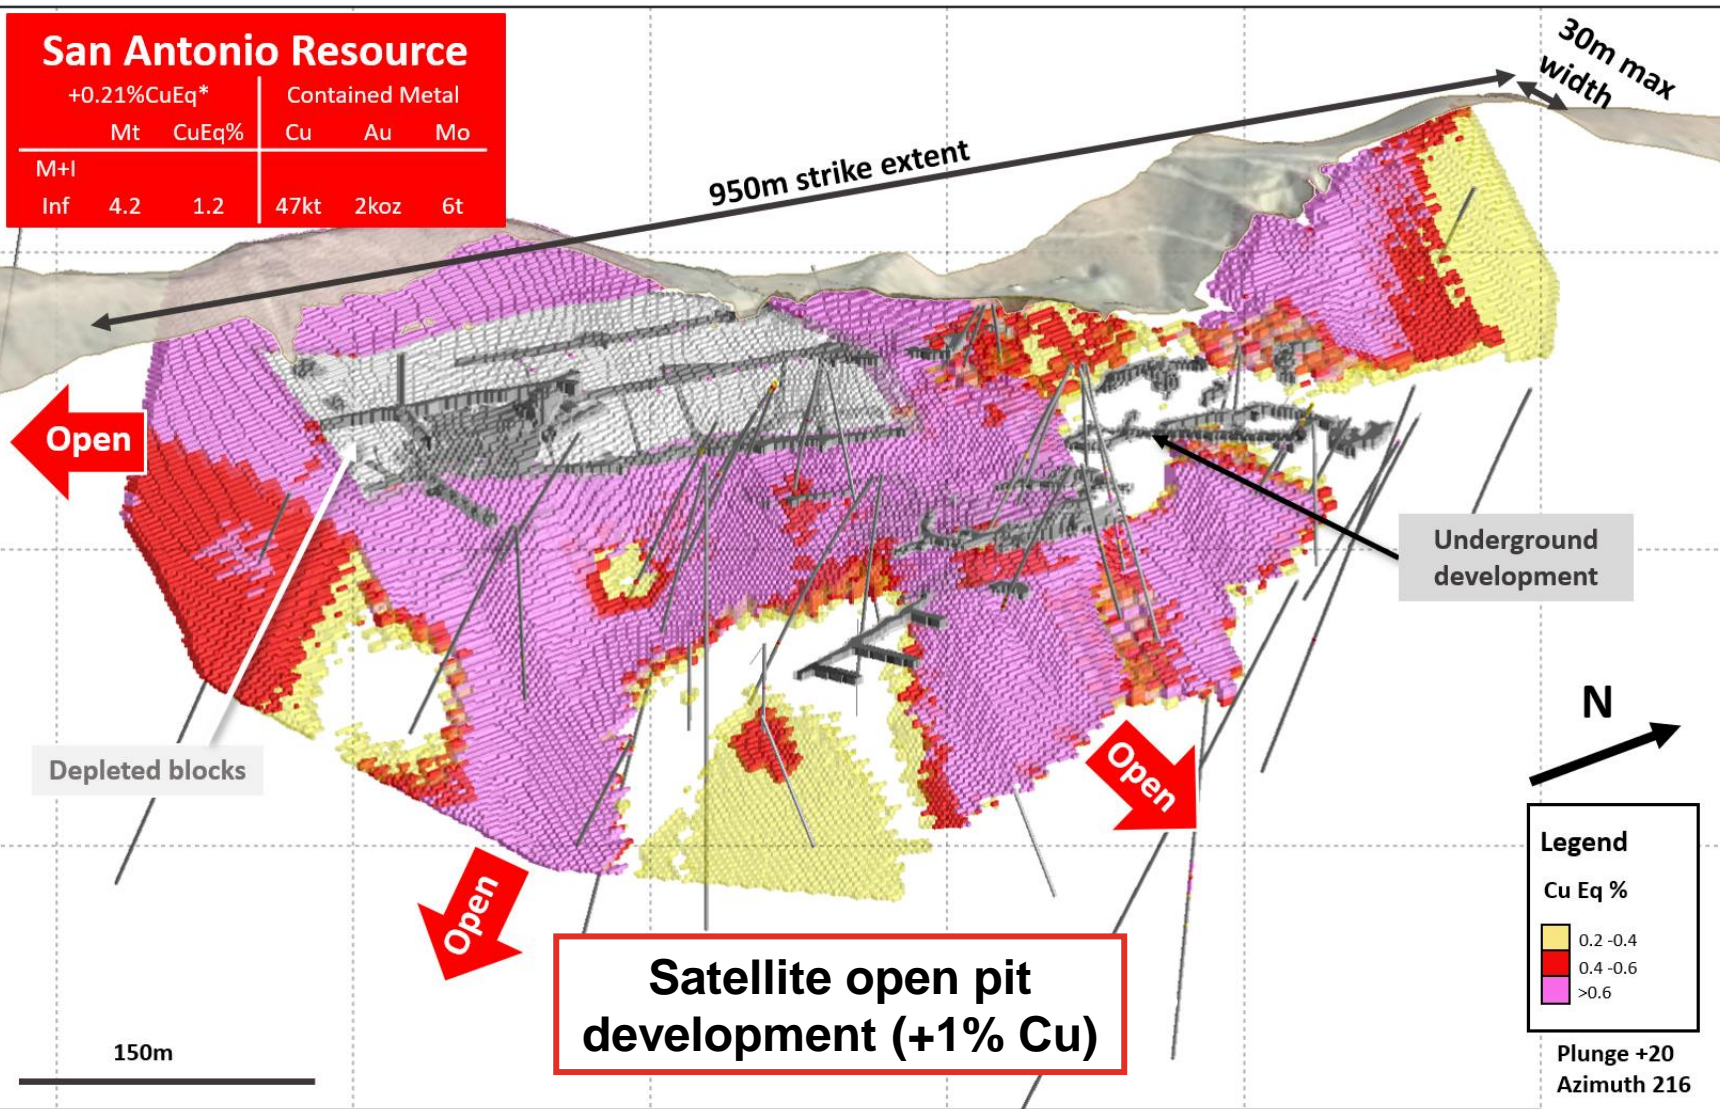 San Antonio Resource
+0.21%CuEq* Contained Metal
Mt CuEq% Cu Au Mo
M+I
Inf 4.2 1.2 47kt 2koz 6t
30m max
width
950m strike extent
Open
Underground
development
Depleted blocks
N
Open
Open
Satellite open pit
development (+1% Cu)
Legend
Cu Eq %
0.2 -0.4
0.4 -0.6
>0.6
150m
Plunge +20
Azimuth 216